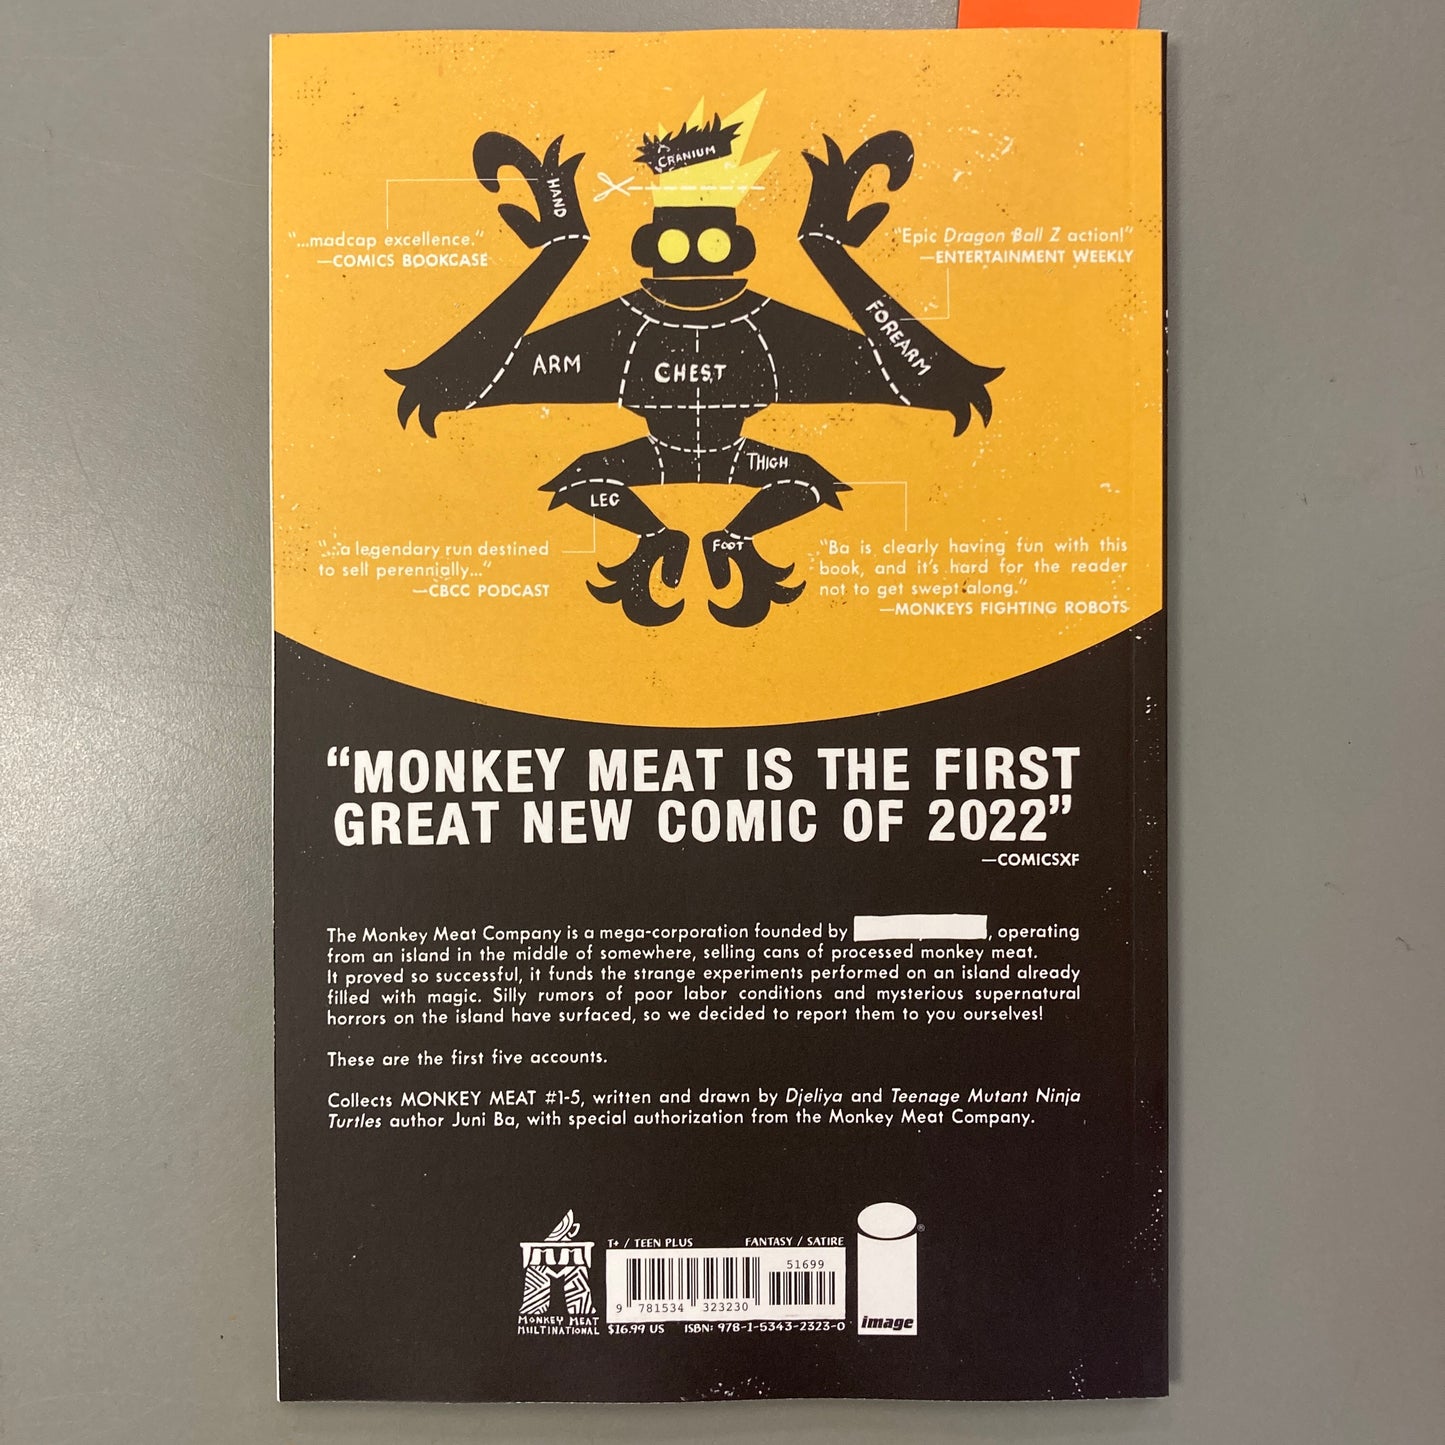 CRANIUM
HAND
"...madcap excellence."
—COMICS BOOKCASE
"Epic Dragon Ball Z action!"
—ENTERTAINMENT WEEKLY
FOREARM
ARM
CHEST
THIGH
LEG
FOOT
"...a legendary run destined
to sell perennially..."
—CBCC PODCAST
"Ba is clearly having fun with this
book, and it's hard for the reader
not to get swept along."
—MONKEYS FIGHTING ROBOTS
“MONKEY MEAT IS THE FIRST
GREAT NEW COMIC OF 2022”
—COMICSXF
The Monkey Meat Company is a mega-corporation founded by , operating
from an island in the middle of somewhere, selling cans of processed monkey meat.
It proved so successful, it funds the strange experiments performed on an island already
filled with magic. Silly rumors of poor labor conditions and mysterious supernatural
horrors on the island have surfaced, so we decided to report them to you ourselves!
These are the first five accounts.
Collects MONKEY MEAT #1-5, written and drawn by Djeliya and Teenage Mutant Ninja
Turtles author Juni Ba, with special authorization from the Monkey Meat Company.
MM
MONKEY MEAT
MULTINATIONAL
T+ / TEEN PLUS FANTASY / SATIRE
51699
9 781534 323230
$16.99 US ISBN: 978-1-5343-2323-0
image
®